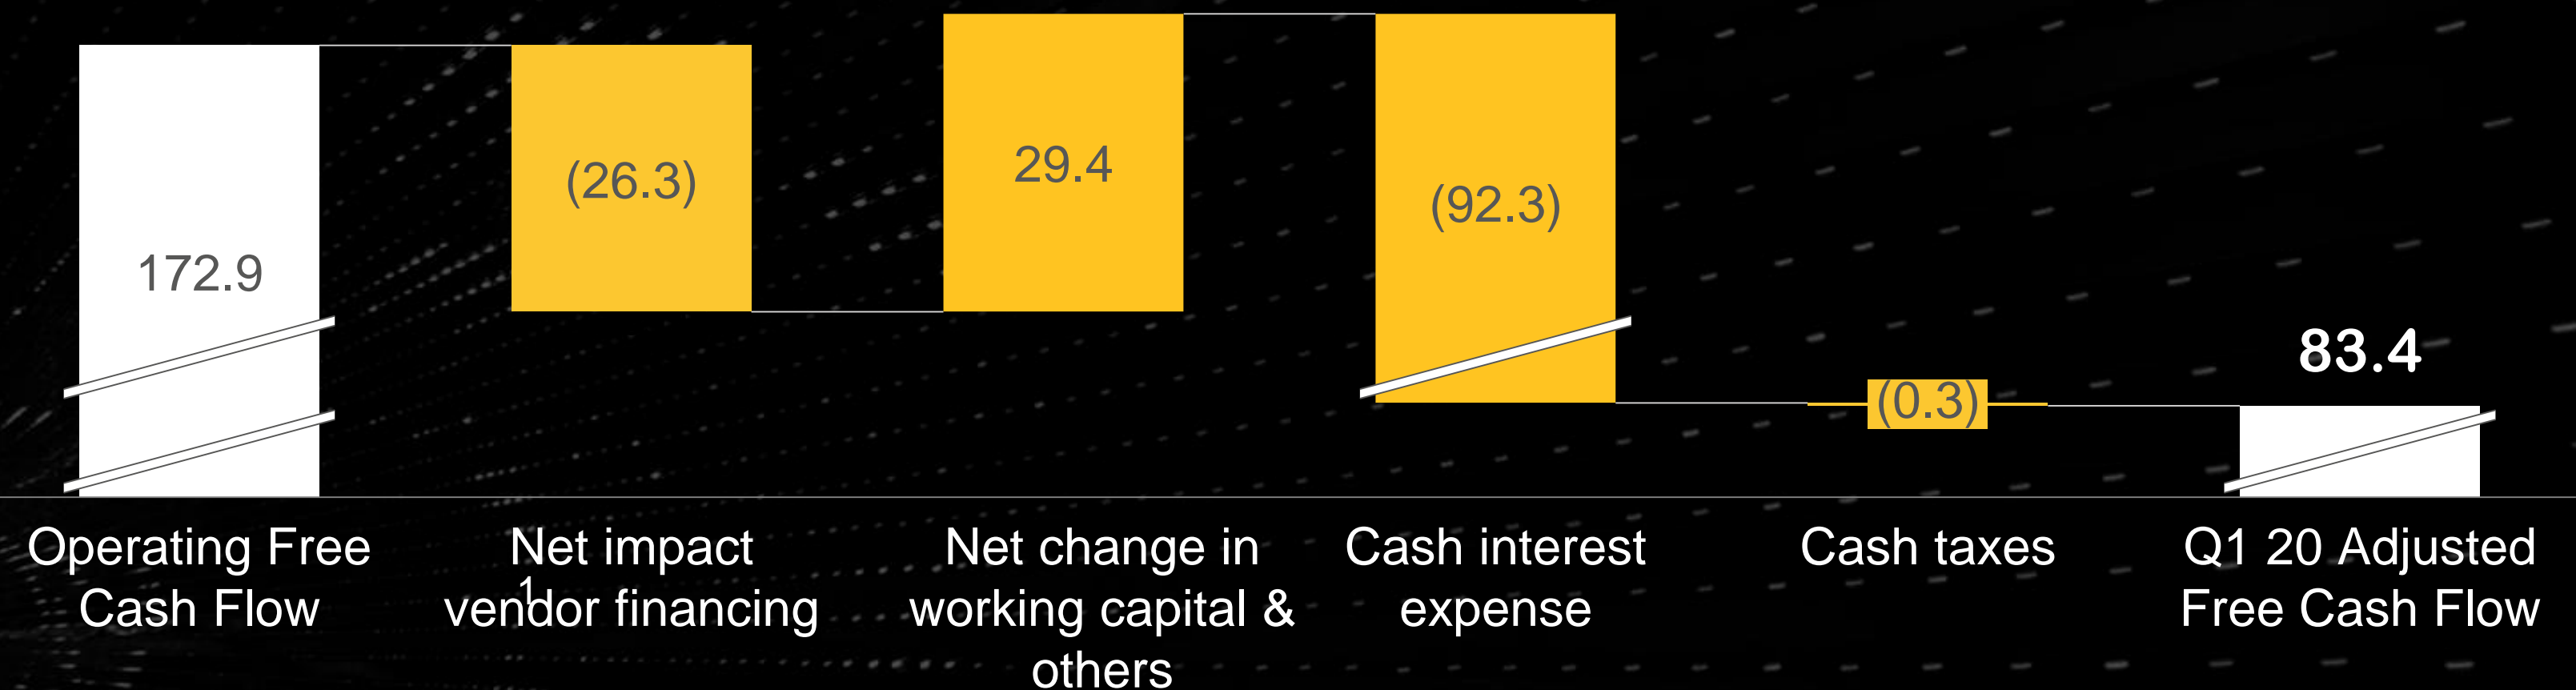 172.9
(26.3)
29.4
(92.3)
(0.3)
83.4
Operating Free
Cash Flow
Net impact
vendor financing
1
Net change in
working capital &
others
Cash interest
expense
Cash taxes
Q1 20 Adjusted
Free Cash Flow